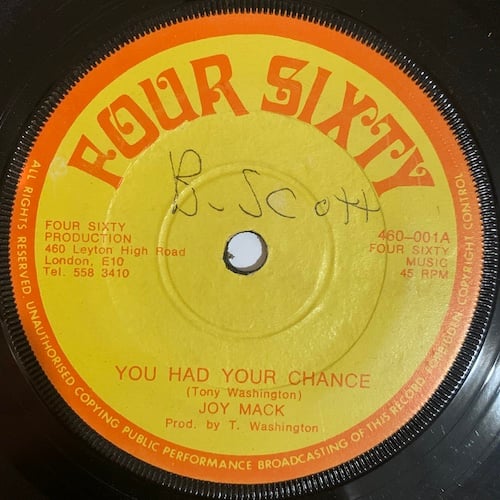 FOUR SIXTY
B. Scott
FOUR SIXTY
PRODUCTION
460 Leyton High Road
London, E10
Tel. 558 3410
460-001A
FOUR SIXTY
MUSIC
45 RPM
YOU HAD YOUR CHANCE
(Tony Washington)
JOY MACK
Prod. by T. Washington
ALL RIGHTS RESERVED. UNAUTHORISED COPYING PUBLIC PERFORMANCE BROADCASTING OF THIS RECORD. COPYRIGHT CONTROL